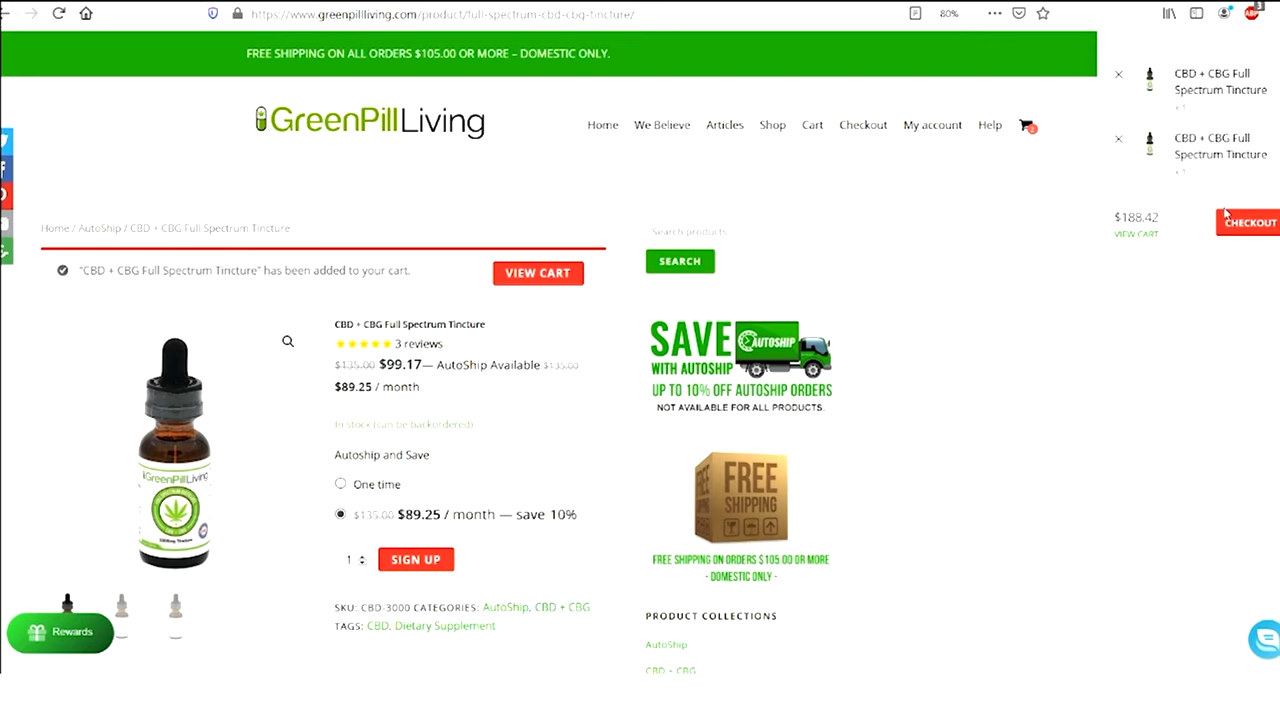 https://www.greenpillliving.com/product/full-spectrum-cbd-cbg-tincture/
80%
FREE SHIPPING ON ALL ORDERS $105.00 OR MORE – DOMESTIC ONLY.
GreenPillLiving
Home We Believe Articles Shop Cart Checkout My account Help
2
CBD + CBG Full
Spectrum Tincture
× 1
CBD + CBG Full
Spectrum Tincture
× 1
$188.42
VIEW CART
CHECKOUT
Home / AutoShip / CBD + CBG Full Spectrum Tincture
"CBD + CBG Full Spectrum Tincture" has been added to your cart.
VIEW CART
Search products
SEARCH
CBD + CBG Full Spectrum Tincture
3 reviews
$135.00 $99.17— AutoShip Available $135.00
$89.25 / month
In stock (can be backordered)
Autoship and Save
One time
$135.00 $89.25 / month — save 10%
1
SIGN UP
SKU: CBD-3000 CATEGORIES: AutoShip, CBD + CBG
TAGS: CBD, Dietary Supplement
GreenPillLiving
Rewards
SAVE
AUTOSHIP
WITH AUTOSHIP
UP TO 10% OFF AUTOSHIP ORDERS
NOT AVAILABLE FOR ALL PRODUCTS.
FREE
SHIPPING
FREE SHIPPING ON ORDERS $105.00 OR MORE
- DOMESTIC ONLY -
PRODUCT COLLECTIONS
AutoShip
CBD + CBG